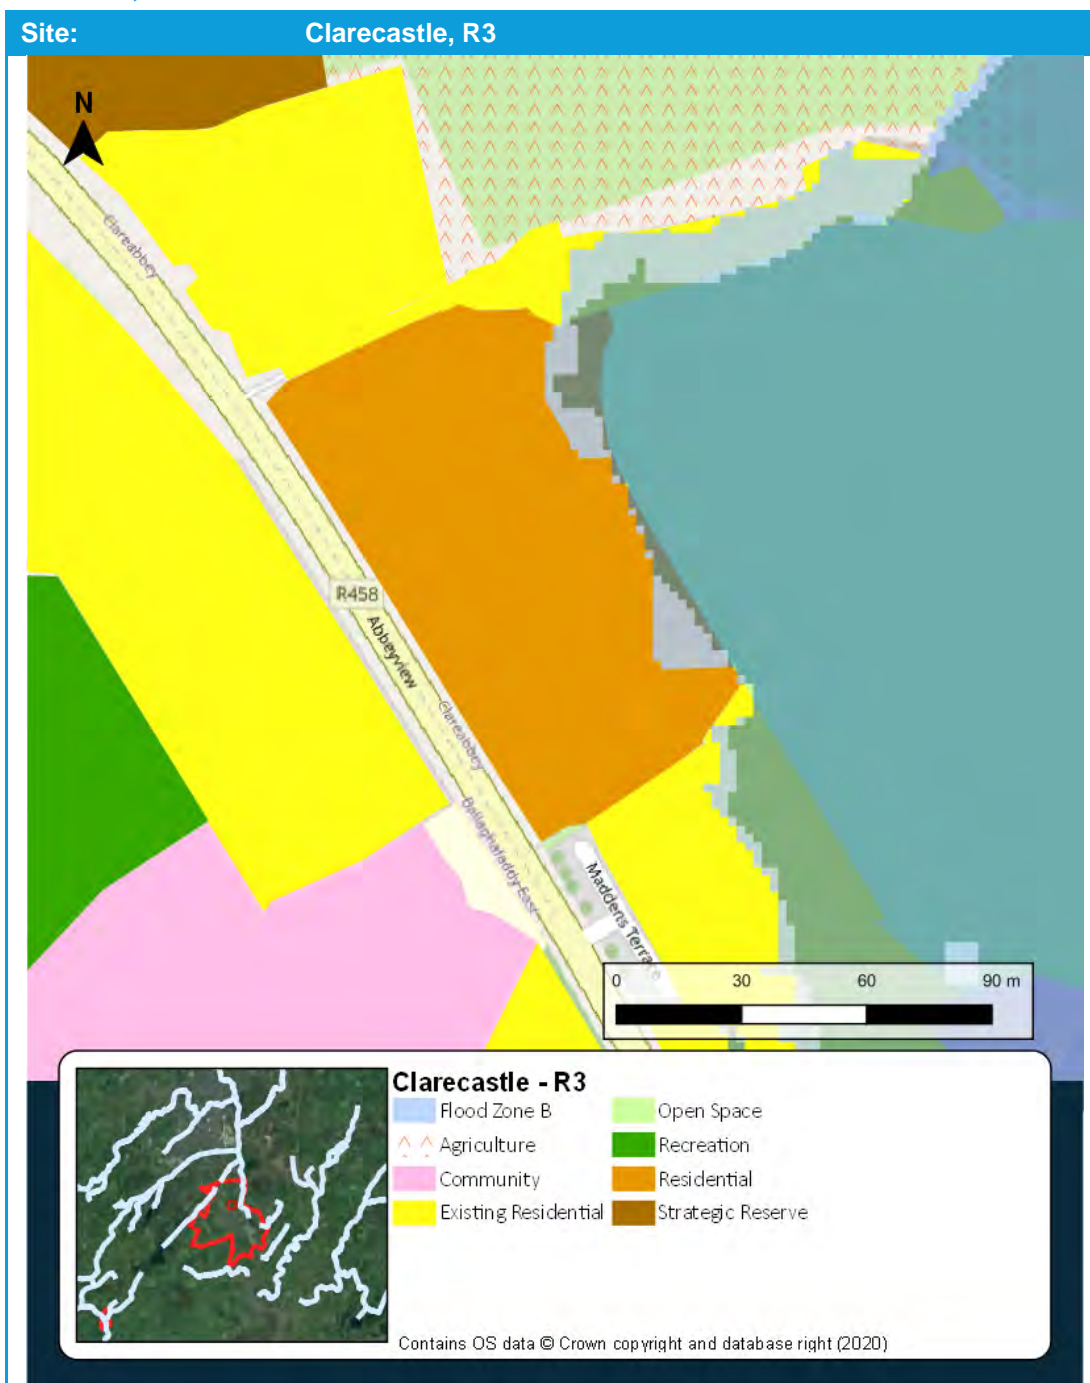 Site: Clarecastle, R3
N
Clareabbey
R458
Abbeyview
Clareabbey
Ballaghafaddy East
Maddens Terrace
0 30 60 90 m
Clarecastle - R3
Flood Zone B
Open Space
Agriculture
Recreation
Community
Residential
Existing Residential
Strategic Reserve
Contains OS data © Crown copyright and database right (2020)